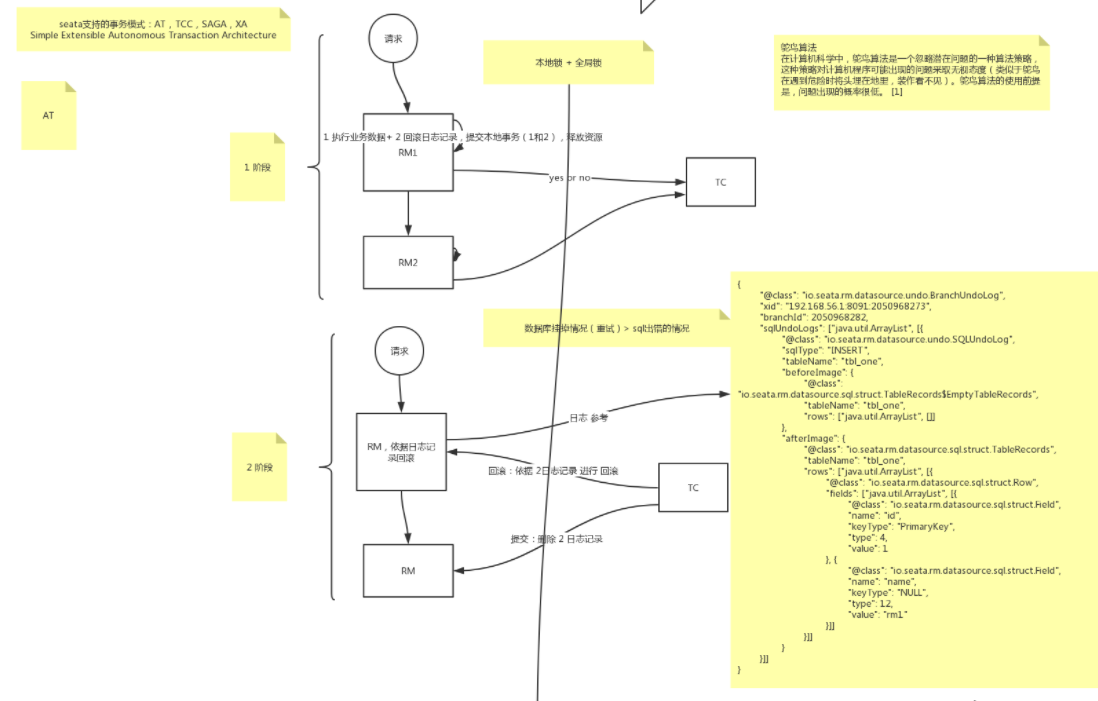 seata支持的事务模式：AT，TCC，SAGA，XA
Simple Extensible Autonomous Transaction Architecture
请求
本地锁 + 全局锁
鸵鸟算法
在计算机科学中，鸵鸟算法是一个忽略潜在问题的一种算法策略，
这种策略对计算机程序可能出现的问题采取无视态度（类似于鸵鸟
在遇到危险时将头埋在地里，装作看不见）。鸵鸟算法的使用前提
是，问题出现的概率很低。 [1]
AT
1 执行业务数据+ 2 回滚日志记录，提交本地事务（1和2），释放资源
RM1
1 阶段
yes or no
TC
RM2
数据库挂掉情况（重试）> sql出错的情况
请求
日志 参考
RM，依据日志记
录回滚
2 阶段
回滚：依据 2日志记录 进行 回滚
TC
提交：删除 2 日志记录
RM
{
"@class": "io.seata.rm.datasource.undo.BranchUndoLog",
"xid": "192.168.56.1:8091:2050968273",
"branchId": 2050968282,
"sqlUndoLogs": ["java.util.ArrayList", [{
"@class": "io.seata.rm.datasource.undo.SQLUndoLog",
"sqlType": "INSERT",
"tableName": "tbl_one",
"beforeImage": {
"@class":
"io.seata.rm.datasource.sql.struct.TableRecords$EmptyTableRecords",
"tableName": "tbl_one",
"rows": ["java.util.ArrayList", []]
},
"afterImage": {
"@class": "io.seata.rm.datasource.sql.struct.TableRecords",
"tableName": "tbl_one",
"rows": ["java.util.ArrayList", [{
"@class": "io.seata.rm.datasource.sql.struct.Row",
"fields": ["java.util.ArrayList", [{
"@class": "io.seata.rm.datasource.sql.struct.Field",
"name": "id",
"keyType": "PrimaryKey",
"type": 4,
"value": 1
}, {
"@class": "io.seata.rm.datasource.sql.struct.Field",
"name": "name",
"keyType": "NULL",
"type": 12,
"value": "rm1"
}]]
}]]
}
}]]
}